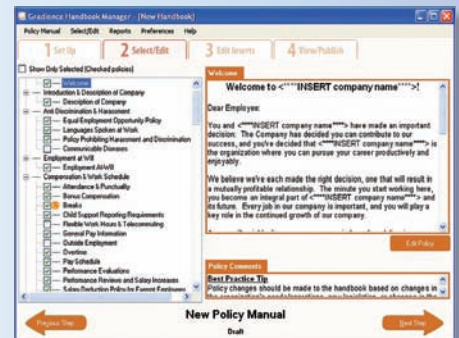 Gradience Handbook Manager - [New Handbook]
Policy Manual Select/Edit Reports Preferences Help
1 Set Up
2 Select/Edit
3 Edit Inserts
4 View/Publish
Show Only Selected (Checked policies)
Welcome
Introduction & Description of Company
Description of Company
Anti Discrimination & Harassment
Equal Employment Opportunity Policy
Languages Spoken at Work
Policy Prohibiting Harassment and Discrimination
Communicable Diseases
Employment at Will
Employment At-Will
Compensation & Work Schedule
Attendance & Punctuality
Bonus Compensation
Breaks
Child Support Reporting Requirements
Flexible Work Hours & Telecommuting
General Pay Information
Outside Employment
Overtime
Pay Schedule
Performance Evaluations
Performance Reviews and Salary Increases
Salary Deduction Policy for Exempt Employees
Welcome
Welcome to <****INSERT company name****>!
Dear Employee:
You and <****INSERT company name****> have made an important
decision: The Company has decided you can contribute to our
success, and you've decided that <****INSERT company name****> is
the organization where you can pursue your career productively and
enjoyably.
We believe we've each made the right decision, one that will result in
a mutually profitable relationship. The minute you start working here,
you become an integral part of <****INSERT company name****> and
its future. Every job in our company is important, and you will play a
key role in the continued growth of our company.
Edit Policy
Policy Comments
Best Practice Tip
Policy changes should be made to the handbook based on changes in
Previous Step
New Policy Manual
Draft
Next Step